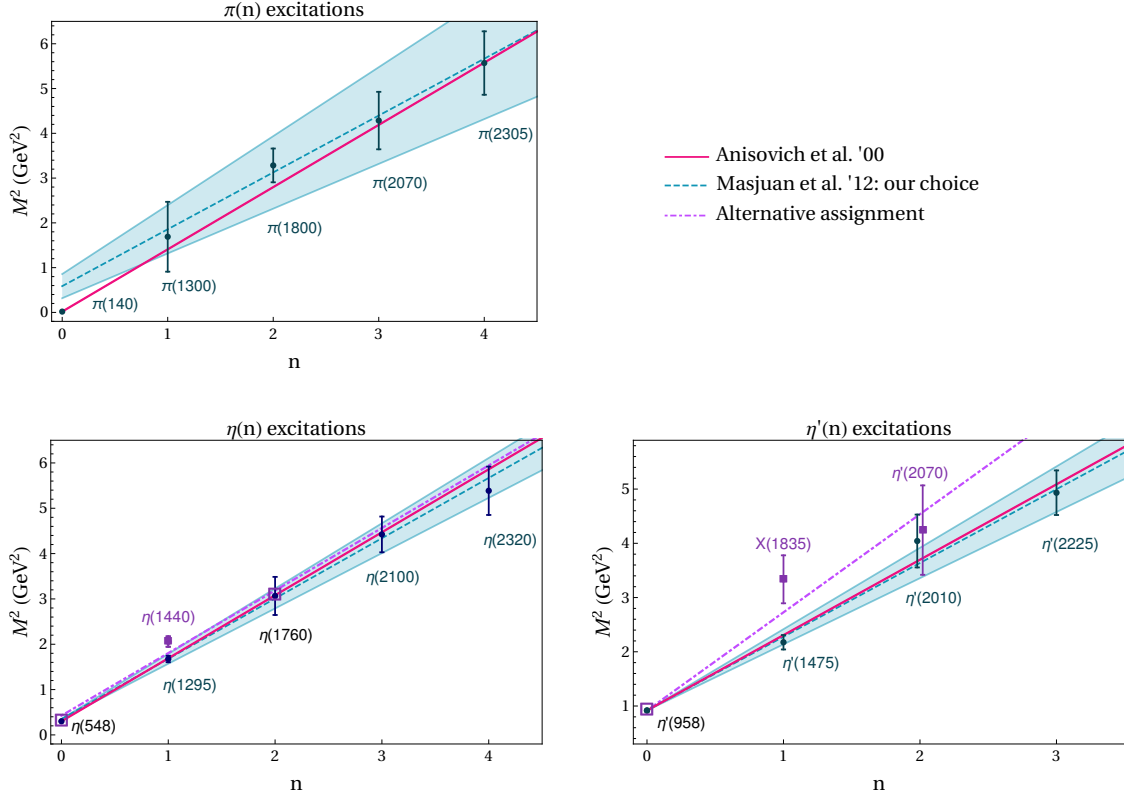 π(n) excitations
M² (GeV²)
6
5
4
3
2
1
0
π(140)
π(1300)
π(1800)
π(2070)
π(2305)
0 1 2 3 4
n
Anisovich et al. '00
Masjuan et al. '12: our choice
Alternative assignment
η(n) excitations
M² (GeV²)
6
5
4
3
2
1
0
η(548)
η(1440)
η(1295)
η(1760)
η(2100)
η(2320)
0 1 2 3 4
n
η'(n) excitations
M² (GeV²)
5
4
3
2
1
η'(958)
X(1835)
η'(1475)
η'(2070)
η'(2010)
η'(2225)
0 1 2 3
n